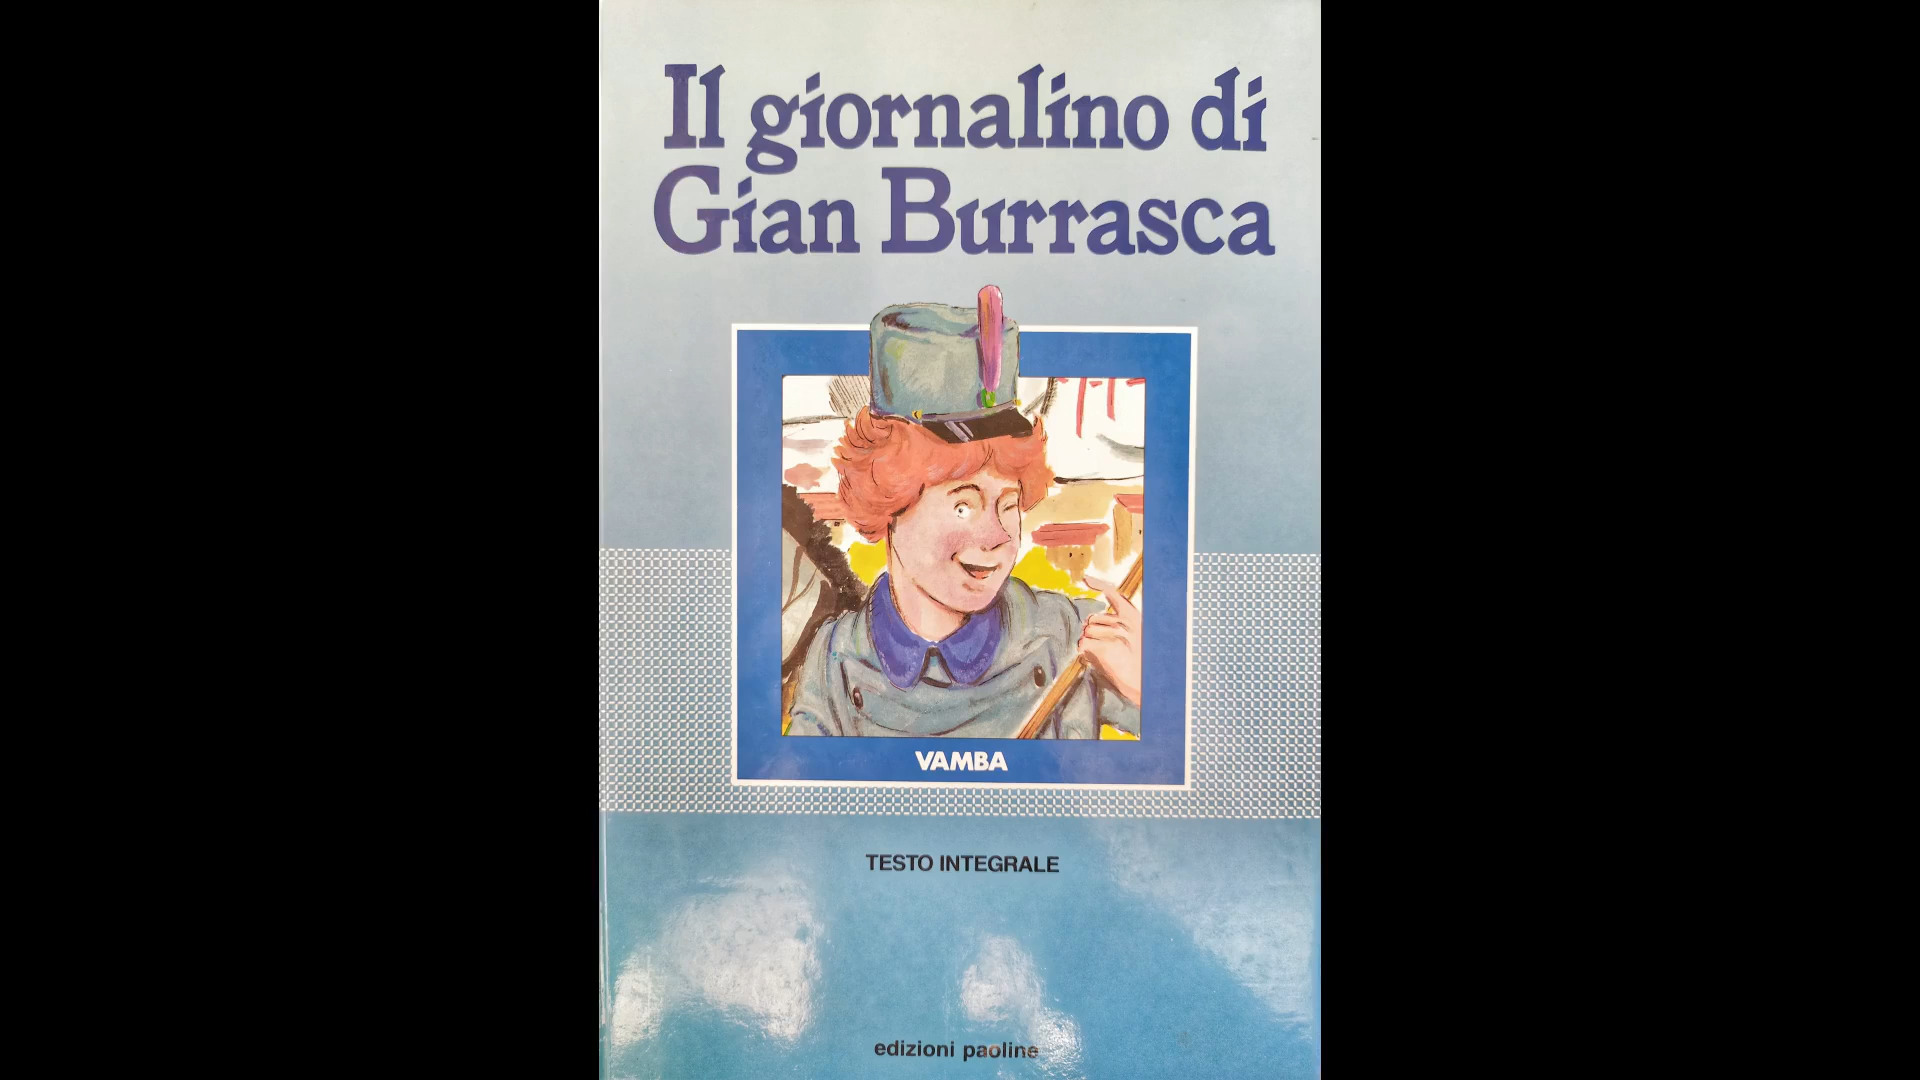 Il giornalino di
Gian Burrasca
VAMBA
TESTO INTEGRALE
edizioni paoline